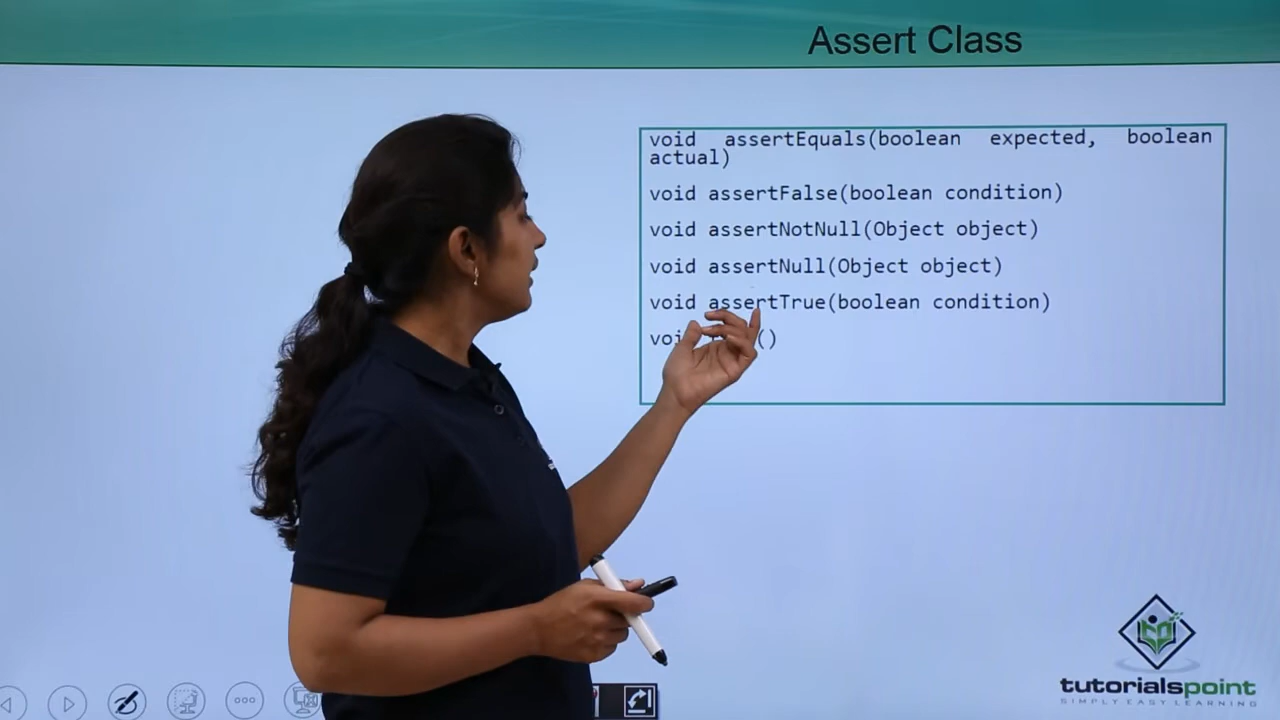 Assert Class
void assertEquals(boolean expected, boolean
actual)
void assertFalse(boolean condition)
void assertNotNull(Object object)
void assertNull(Object object)
void assertTrue(boolean condition)
()
tutorialspoint
SIMPLY EASY LEARNING